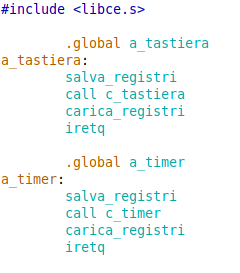 #include <libce.s>
.global a_tastiera
a_tastiera:
salva_registri
call c_tastiera
carica_registri
iretq
.global a_timer
a_timer:
salva_registri
call c_timer
carica_registri
iretq